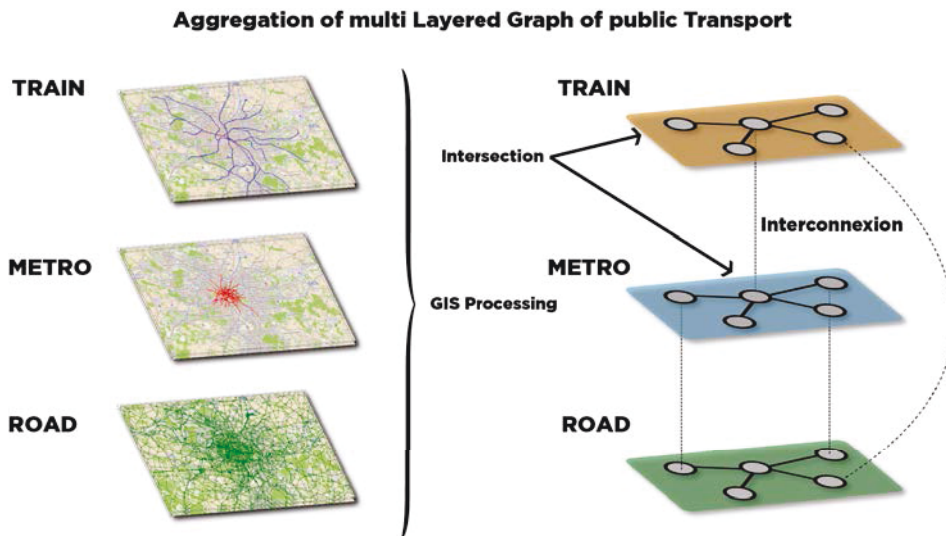 Aggregation of multi Layered Graph of public Transport
TRAIN
METRO
ROAD
GIS Processing
Intersection
TRAIN
Interconnexion
METRO
ROAD